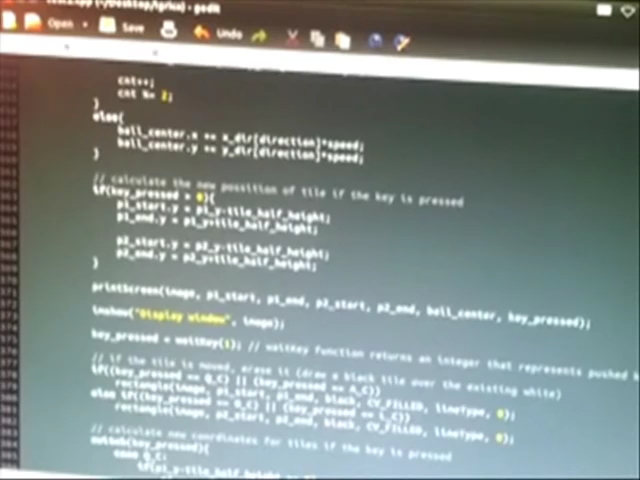 (~/Desktop/igrica) - gedit
Open Save Undo
cnt++;
cnt %= 2;
}
else{
ball_center.x += x_dir[direction]*speed;
ball_center.y += y_dir[direction]*speed;
}
// calculate the new possition of tile if the key is pressed
if(key_pressed > 0){
p1_start.y = p1_y-tile_half_height;
p1_end.y = p1_y+tile_half_height;
p2_start.y = p2_y-tile_half_height;
p2_end.y = p2_y+tile_half_height;
}
printScreen(image, p1_start, p1_end, p2_start, p2_end, ball_center, key_pressed);
imshow("Display window", image);
key_pressed = waitKey(1); // waitKey function returns an integer that represents pushed
// if the tile is moved, erase it (draw a black tile over the existing white)
if((key_pressed == Q_C) || (key_pressed == A_C))
rectangle(image, p1_start, p1_end, black, CV_FILLED, lineType, 0);
else if((key_pressed == O_C) || (key_pressed == L_C))
rectangle(image, p2_start, p2_end, black, CV_FILLED, lineType, 0);
// calculate new coordinates for tiles if the key is pressed
switch(key_pressed){
case Q_C:
if(p1_y-tile_half_height